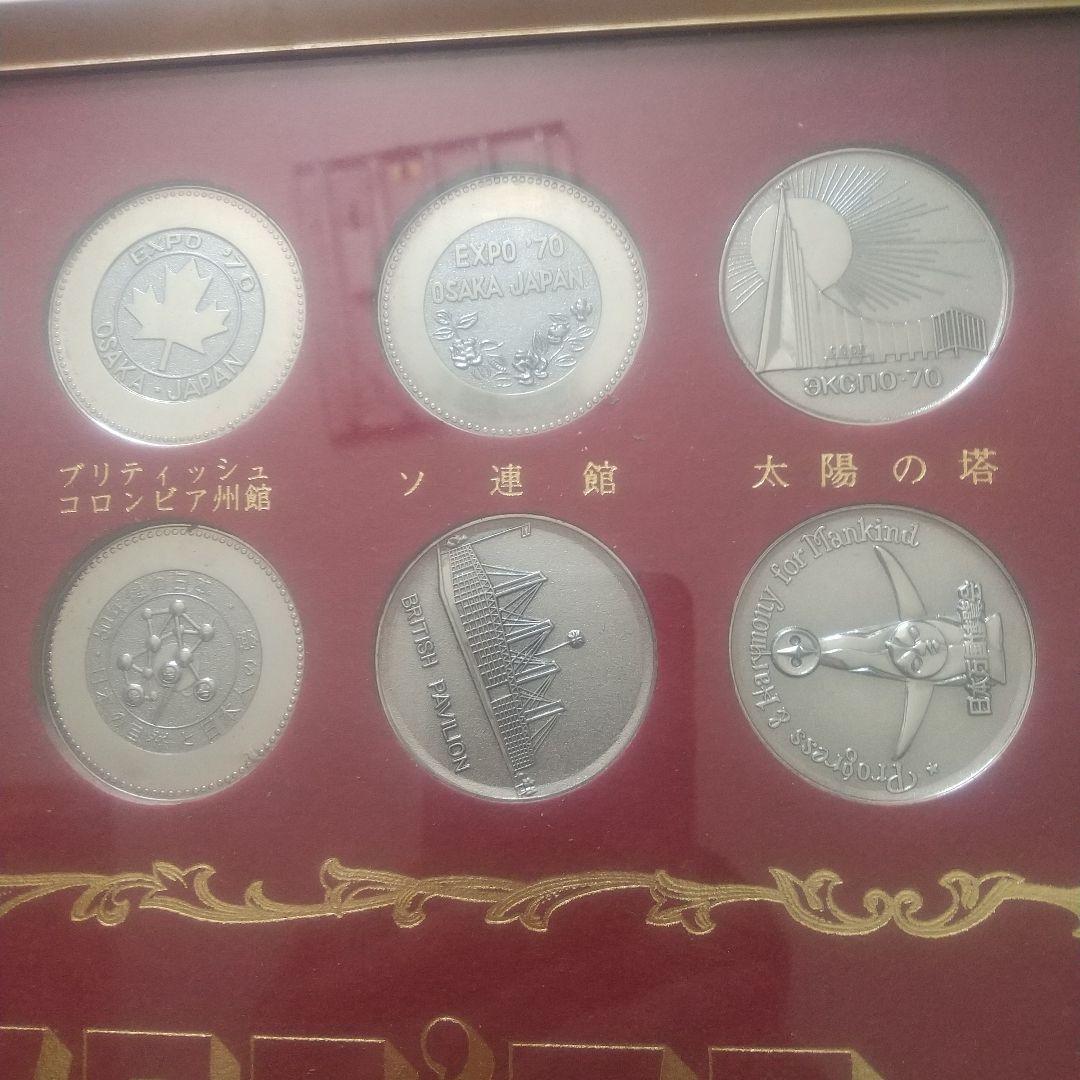 EXPO '70
OSAKA - JAPAN
EXPO '70
OSAKA JAPAN
ЭКСПО-70
ブリティッシュ
コロンビア州館
ソ連館
太陽の塔
BRITISH PAVILION
Progress & Harmony for Mankind
日本万国博覧会